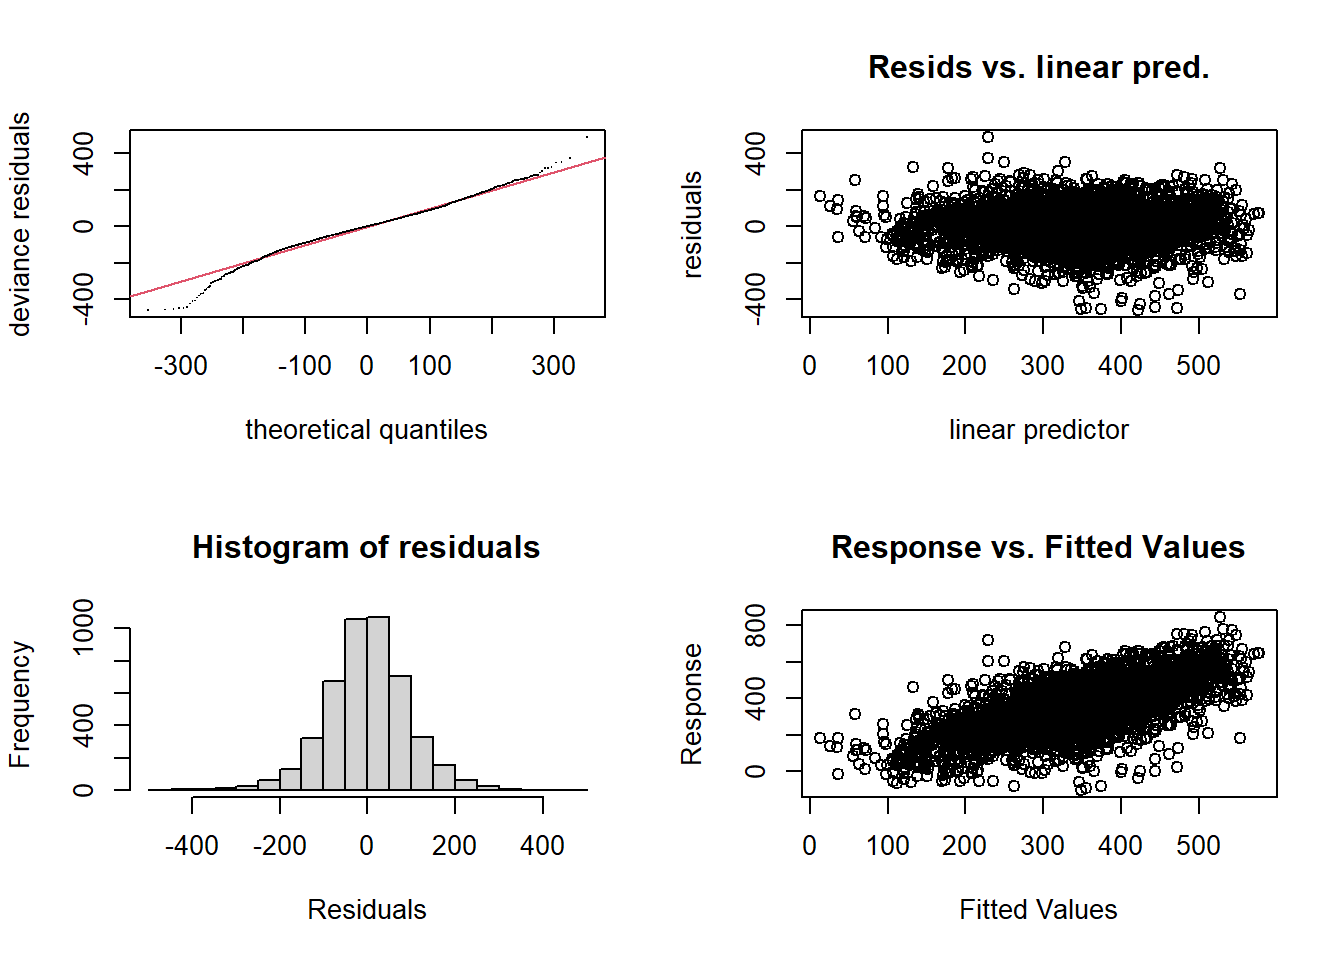 deviance residuals
-400 0 400
-300 -100 0 100 300
theoretical quantiles
Resids vs. linear pred.
residuals
-400 0 400
0 100 200 300 400 500
linear predictor
Histogram of residuals
Frequency
0 400 1000
-400 -200 0 200 400
Residuals
Response vs. Fitted Values
Response
0 400 800
0 100 200 300 400 500
Fitted Values